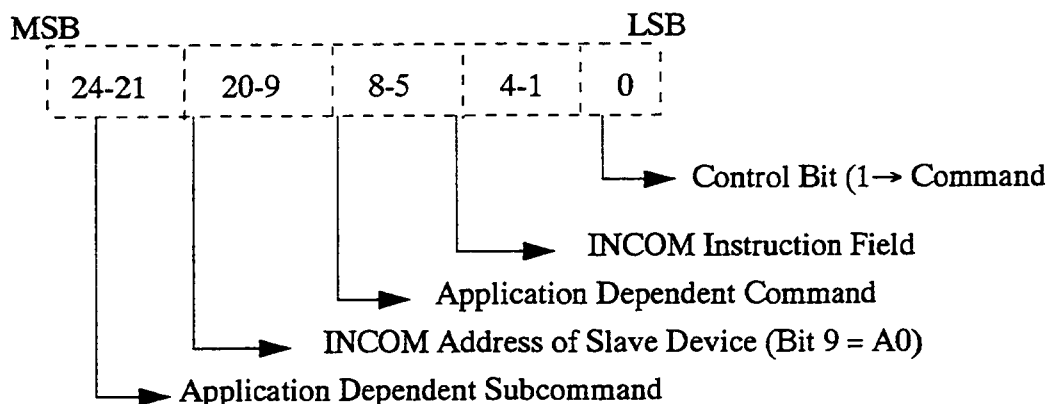 MSB LSB
24-21 20-9 8-5 4-1 0
Control Bit (1→ Command
INCOM Instruction Field
Application Dependent Command
INCOM Address of Slave Device (Bit 9 = A0)
Application Dependent Subcommand